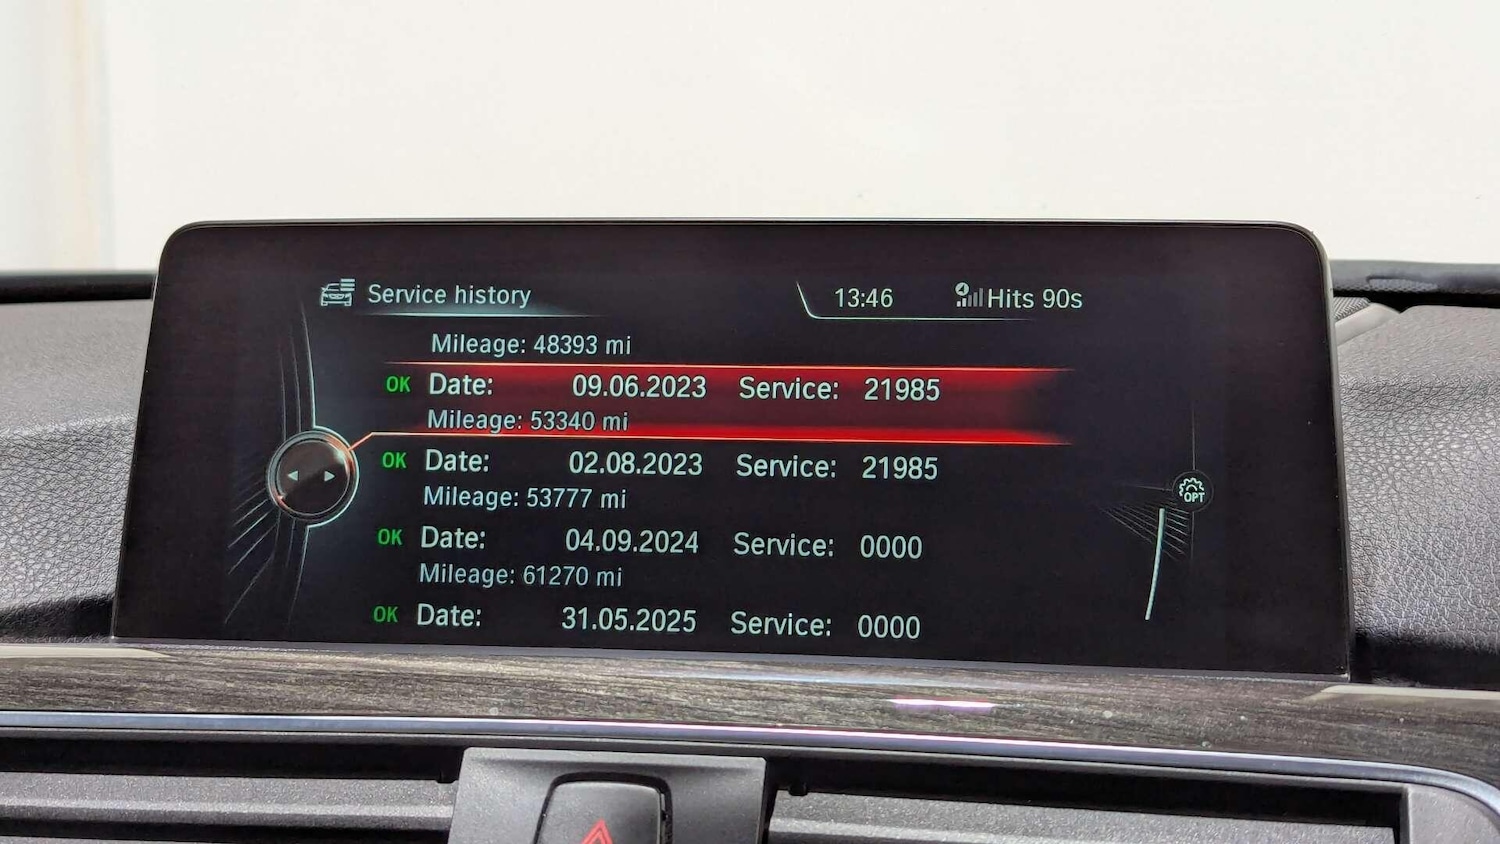 Service history
13:46
Hits 90s
Mileage: 48393 mi
OK Date: 09.06.2023 Service: 21985
Mileage: 53340 mi
OK Date: 02.08.2023 Service: 21985
Mileage: 53777 mi
OK Date: 04.09.2024 Service: 0000
Mileage: 61270 mi
OK Date: 31.05.2025 Service: 0000
OPT